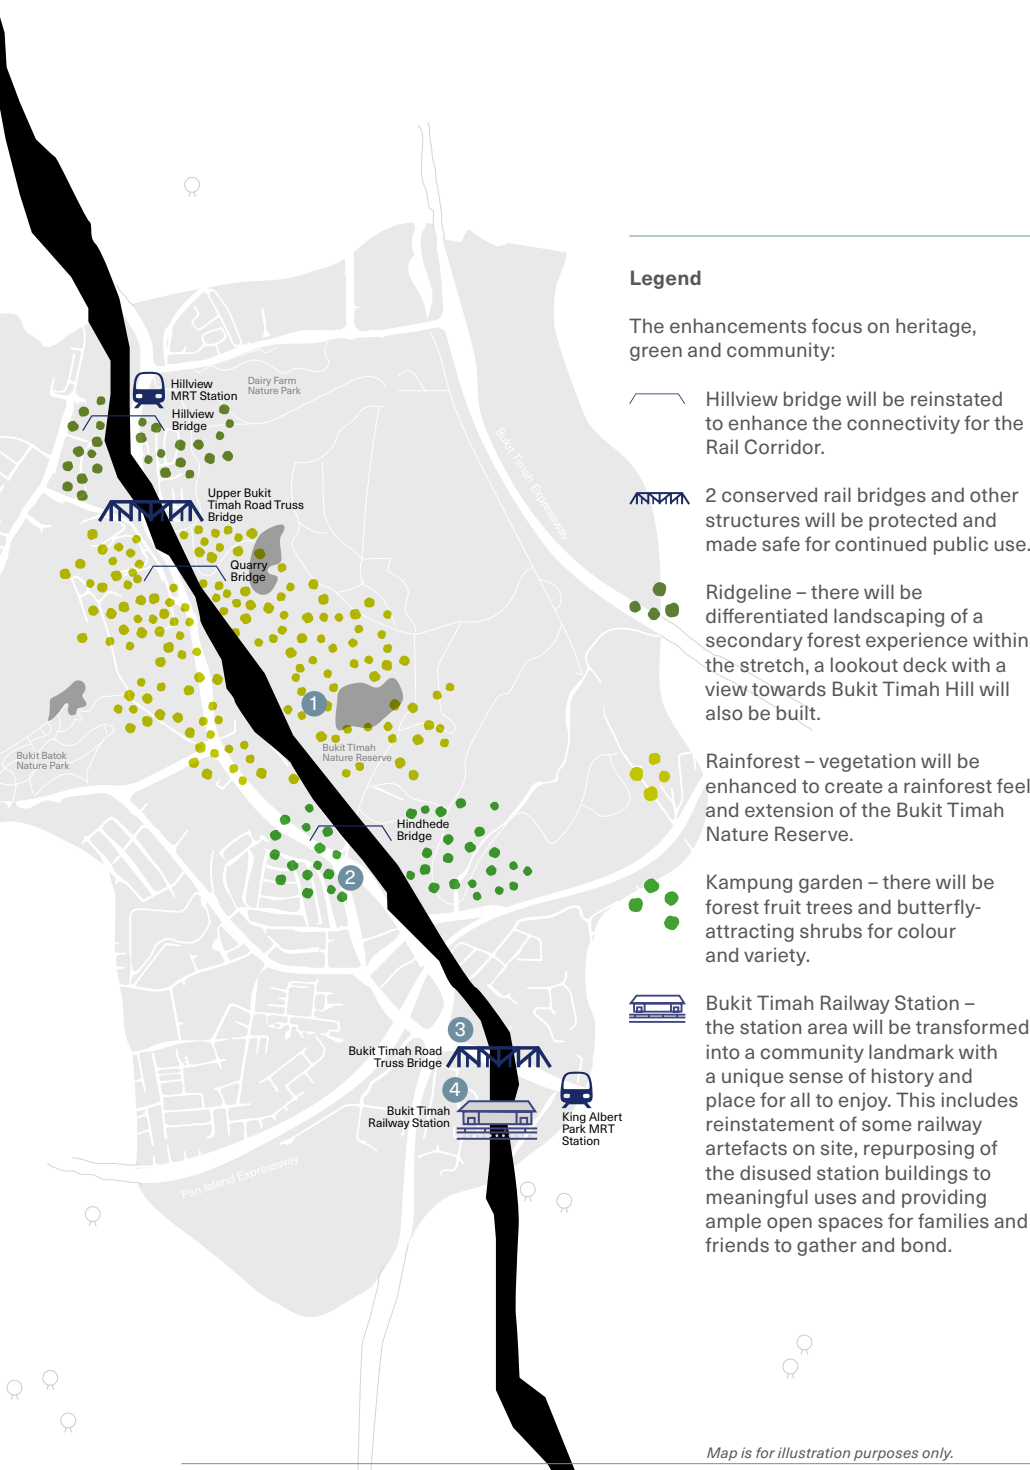 Hillview
MRT Station
Dairy Farm
Nature Park
Hillview
Bridge
Upper Bukit
Timah Road Truss
Bridge
Bukit Timah Expressway
Quarry
Bridge
1
Bukit TImah
Nature Reserve
Bukit Batok
Nature Park
Hindhede
Bridge
2
3
Bukit Timah Road
Truss Bridge
4
Bukit Timah
Railway Station
King Albert
Park MRT
Station
Pan Island Expressway
Legend
The enhancements focus on heritage,
green and community:
Hillview bridge will be reinstated
to enhance the connectivity for the
Rail Corridor.
2 conserved rail bridges and other
structures will be protected and
made safe for continued public use.
Ridgeline – there will be
differentiated landscaping of a
secondary forest experience within
the stretch, a lookout deck with a
view towards Bukit Timah Hill will
also be built.
Rainforest – vegetation will be
enhanced to create a rainforest feel
and extension of the Bukit Timah
Nature Reserve.
Kampung garden – there will be
forest fruit trees and butterfly-
attracting shrubs for colour
and variety.
Bukit Timah Railway Station –
the station area will be transformed
into a community landmark with
a unique sense of history and
place for all to enjoy. This includes
reinstatement of some railway
artefacts on site, repurposing of
the disused station buildings to
meaningful uses and providing
ample open spaces for families and
friends to gather and bond.
Map is for illustration purposes only.